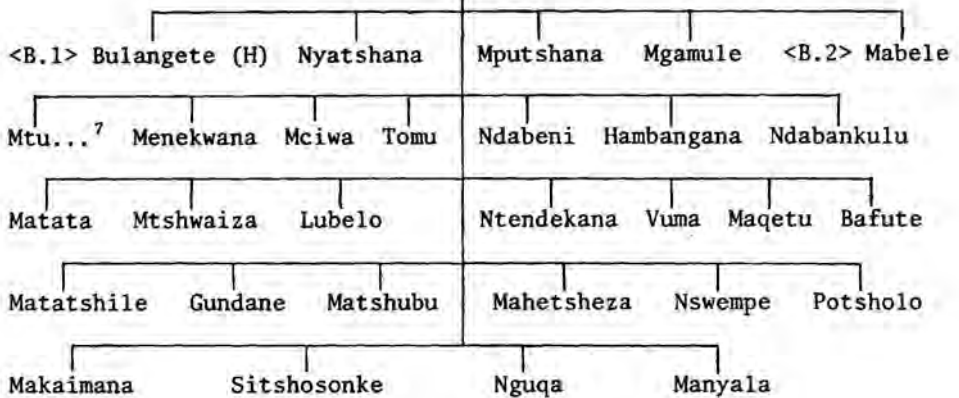 <B.1> Bulangete (H) Nyatshana Mputshana Mgamule <B.2> Mabele
Mtu...⁷ Menekwana Mciwa Tomu Ndabeni Hambangana Ndabankulu
Matata Mtshwaiza Lubelo Ntendekana Vuma Maqetu Bafute
Matatshile Gundane Matshubu Mahetsheza Nswempe Potsholo
Makaimana Sitshosonke Nguqa Manyala